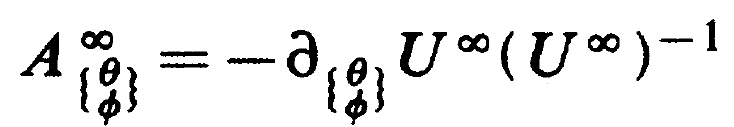 A^∞_{θ ϕ} = −∂_{θ ϕ} U^∞(U^∞)^{−1}